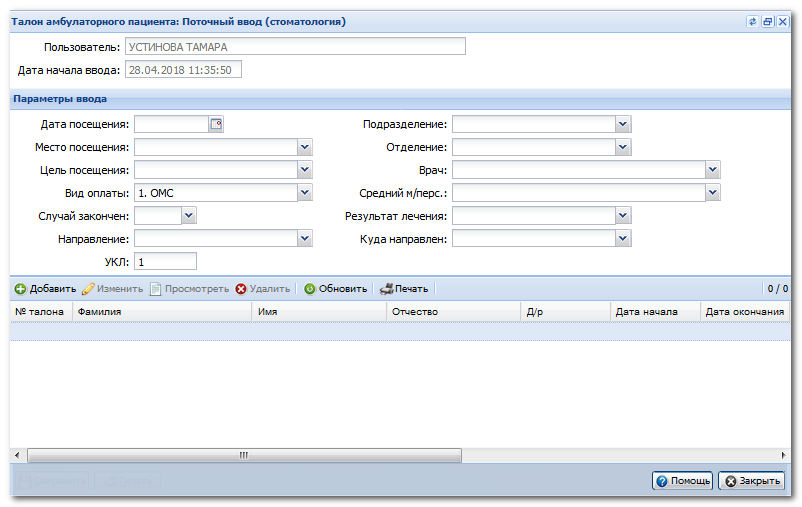 Талон амбулаторного пациента: Поточный ввод (стоматология)
Пользователь: УСТИНОВА ТАМАРА
Дата начала ввода: 28.04.2018 11:35:50
Параметры ввода
Дата посещения: Подразделение:
Место посещения: Отделение:
Цель посещения: Врач:
Вид оплаты: 1. ОМС Средний м/перс.:
Случай закончен: Результат лечения:
Направление: Куда направлен:
УКЛ: 1
Добавить Изменить Просмотреть Удалить Обновить Печать 0 / 0
№ талона Фамилия Имя Отчество Д/р Дата начала Дата окончания
Помощь Закрыть